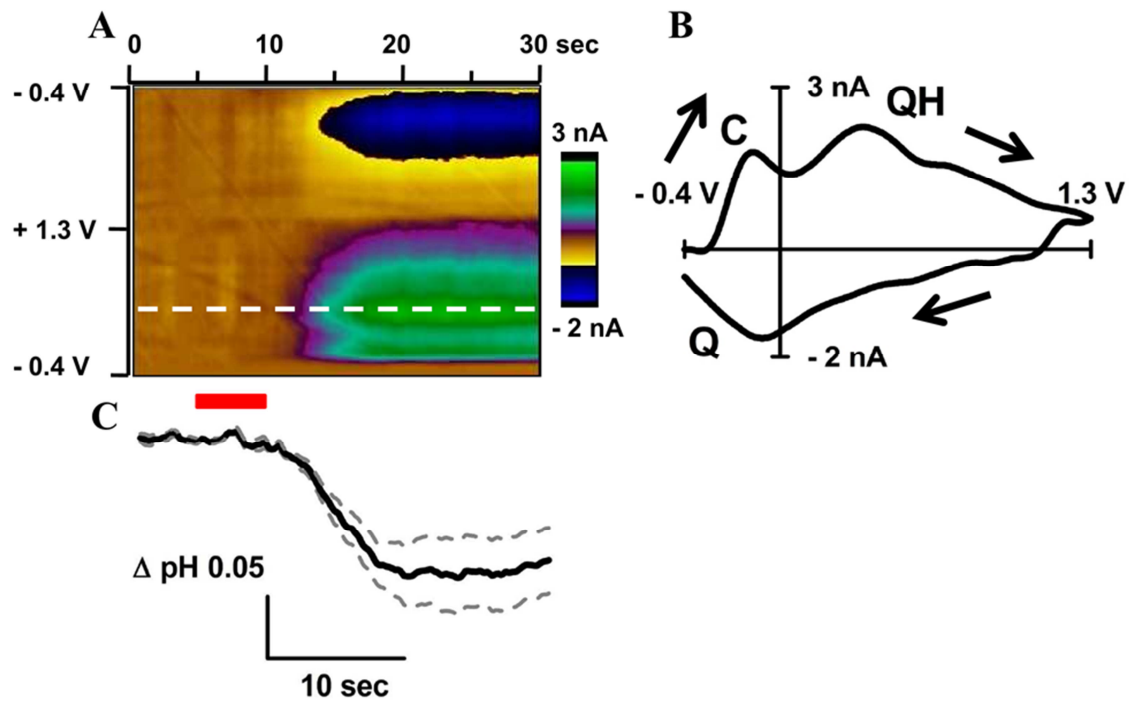 A
0 10 20 30 sec
- 0.4 V
+ 1.3 V
- 0.4 V
3 nA
- 2 nA
B
3 nA
C
QH
- 0.4 V
1.3 V
Q
- 2 nA
C
Δ pH 0.05
10 sec